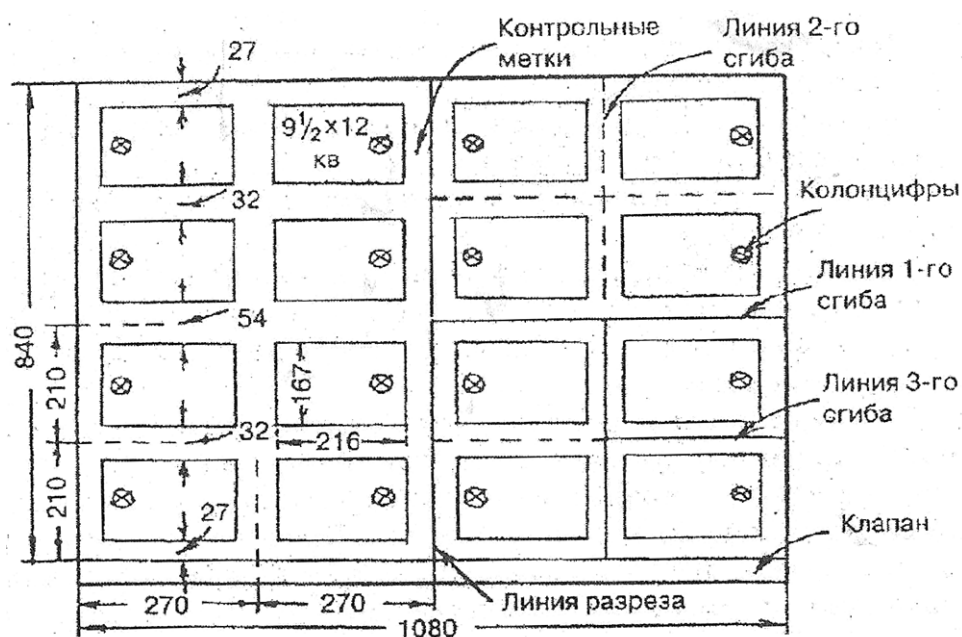 27
Контрольные
метки
Линия 2-го
сгиба
9½×12
кв
32
Колонцифры
Линия 1-го
сгиба
54
840
210
167
Линия 3-го
сгиба
32
216
210
27
Клапан
270
270
Линия разреза
1080